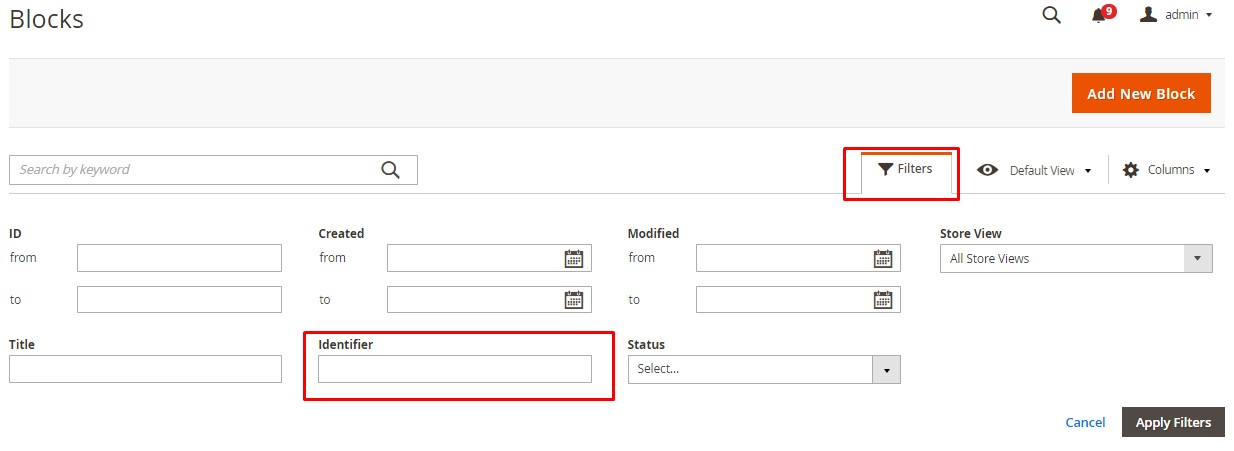 Blocks
9
admin
Add New Block
Search by keyword
Filters
Default View
Columns
ID
Created
Modified
Store View
from
from
from
All Store Views
to
to
to
Title
Identifier
Status
Select...
Cancel
Apply Filters